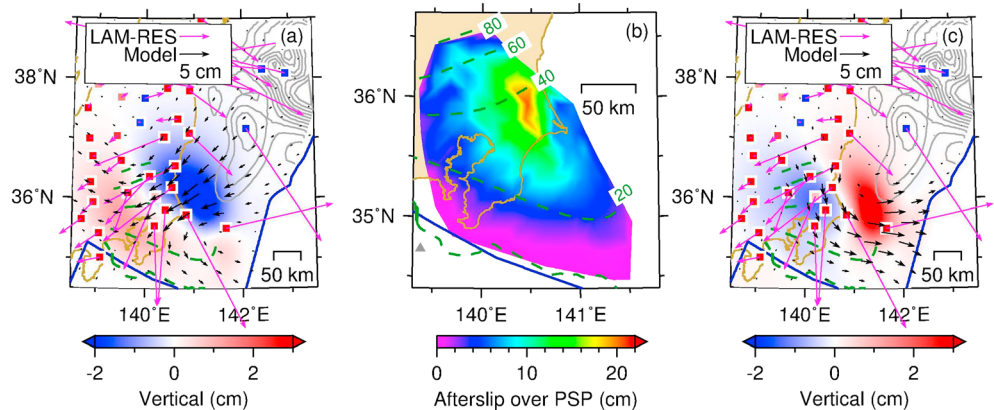 (a)
LAM-RES
Model
5 cm
38°N
36°N
50 km
140°E
142°E
-2
0
2
Vertical (cm)
(b)
80
60
40
20
50 km
36°N
35°N
140°E
141°E
0
10
20
Afterslip over PSP (cm)
(c)
LAM-RES
Model
5 cm
38°N
36°N
50 km
140°E
142°E
-2
0
2
Vertical (cm)